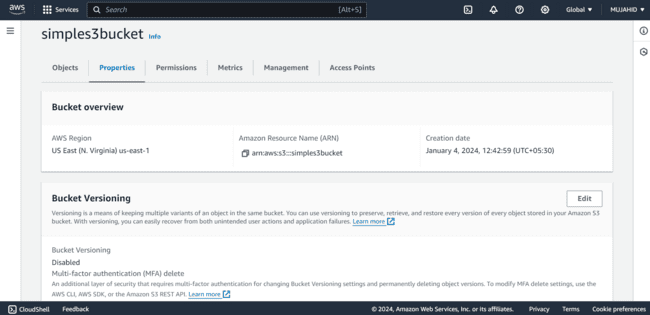 aws Services Search [Alt+S] Global MUJAHID
simples3bucket Info
Objects Properties Permissions Metrics Management Access Points
Bucket overview
AWS Region Amazon Resource Name (ARN) Creation date
US East (N. Virginia) us-east-1 arn:aws:s3:::simples3bucket January 4, 2024, 12:42:59 (UTC+05:30)
Bucket Versioning Edit
Versioning is a means of keeping multiple variants of an object in the same bucket. You can use versioning to preserve, retrieve, and restore every version of every object stored in your Amazon S3
bucket. With versioning, you can easily recover from both unintended user actions and application failures. Learn more
Bucket Versioning
Disabled
Multi-factor authentication (MFA) delete
An additional layer of security that requires multi-factor authentication for changing Bucket Versioning settings and permanently deleting object versions. To modify MFA delete settings, use the
AWS CLI, AWS SDK, or the Amazon S3 REST API. Learn more
CloudShell Feedback © 2024, Amazon Web Services, Inc. or its affiliates. Privacy Terms Cookie preferences